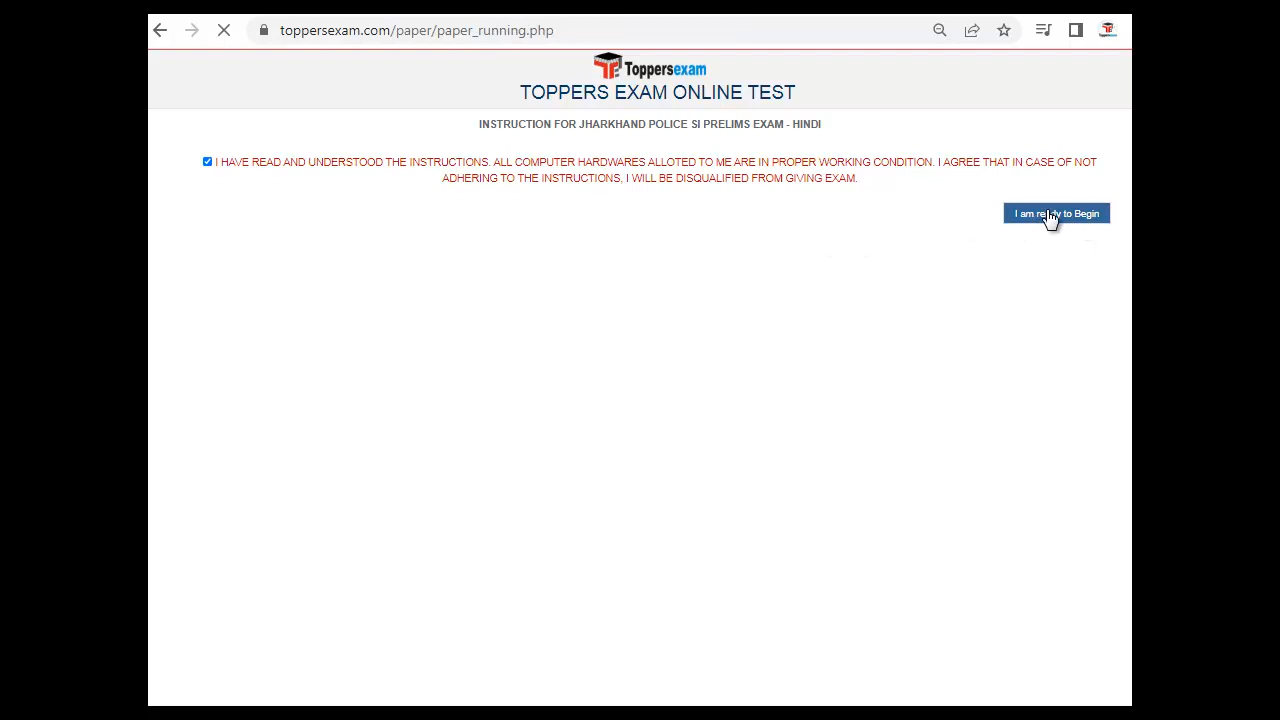 toppersexam.com/paper/paper_running.php
Toppersexam
TOPPERS EXAM ONLINE TEST
INSTRUCTION FOR JHARKHAND POLICE SI PRELIMS EXAM - HINDI
I HAVE READ AND UNDERSTOOD THE INSTRUCTIONS. ALL COMPUTER HARDWARES ALLOTED TO ME ARE IN PROPER WORKING CONDITION. I AGREE THAT IN CASE OF NOT
ADHERING TO THE INSTRUCTIONS, I WILL BE DISQUALIFIED FROM GIVING EXAM.
I am ready to Begin